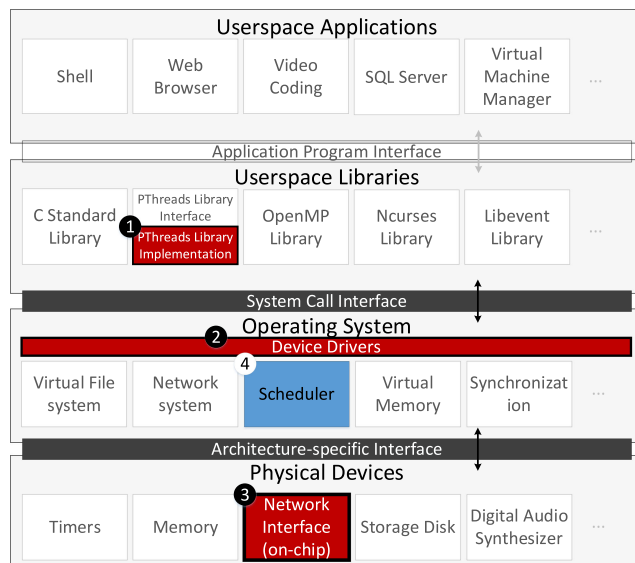 Userspace Applications
Shell
Web
Browser
Video
Coding
SQL Server
Virtual
Machine
Manager
...
Application Program Interface
Userspace Libraries
C Standard
Library
PThreads Library
Interface
1
PThreads Library
Implementation
OpenMP
Library
Ncurses
Library
Libevent
Library
...
System Call Interface
Operating System
2
Device Drivers
Virtual File
system
Network
system
4
Scheduler
Virtual
Memory
Synchronizat
ion
...
Architecture-specific Interface
Physical Devices
Timers
Memory
3
Network
Interface
(on-chip)
Storage Disk
Digital Audio
Synthesizer
...